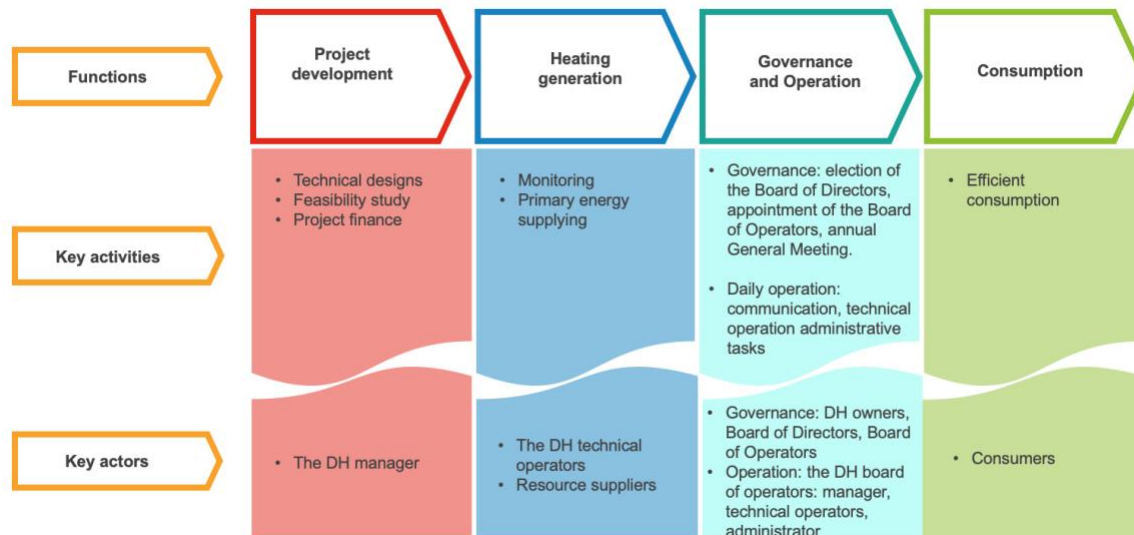 Functions
Project
development
Heating
generation
Governance
and Operation
Consumption
Key activities
• Technical designs
• Feasibility study
• Project finance
• Monitoring
• Primary energy
supplying
• Governance: election of
the Board of Directors,
appointment of the Board
of Operators, annual
General Meeting.
• Daily operation:
communication, technical
operation administrative
tasks
• Efficient
consumption
Key actors
• The DH manager
• The DH technical
operators
• Resource suppliers
• Governance: DH owners,
Board of Directors, Board
of Operators
• Operation: the DH board
of operators: manager,
technical operators,
administrator
• Consumers